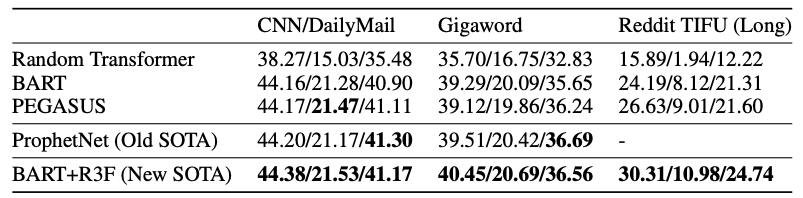 CNN/DailyMail Gigaword Reddit TIFU (Long)
Random Transformer 38.27/15.03/35.48 35.70/16.75/32.83 15.89/1.94/12.22
BART 44.16/21.28/40.90 39.29/20.09/35.65 24.19/8.12/21.31
PEGASUS 44.17/21.47/41.11 39.12/19.86/36.24 26.63/9.01/21.60
ProphetNet (Old SOTA) 44.20/21.17/41.30 39.51/20.42/36.69 -
BART+R3F (New SOTA) 44.38/21.53/41.17 40.45/20.69/36.56 30.31/10.98/24.74